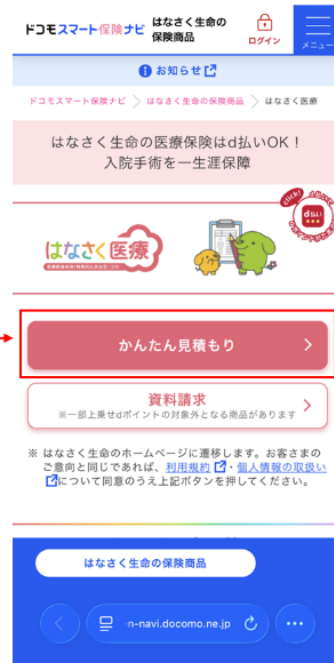 ドコモスマート保険ナビ
はなさく生命の
保険商品
ログイン
メニュー
お知らせ
ドコモスマート保険ナビ > はなさく生命の保険商品 > はなさく医療
はなさく生命の医療保険はd払いOK！
入院手術を一生涯保障
click!
d払い
はなさく医療
かんたん見積もり
資料請求
※一部上乗せdポイントの対象外となる商品があります
※ はなさく生命のホームページに遷移します。お客さまの
ご意向と同じであれば、利用規約・個人情報の取扱い
について同意のうえ上記ボタンを押してください。
はなさく生命の保険商品
n-navi.docomo.ne.jp